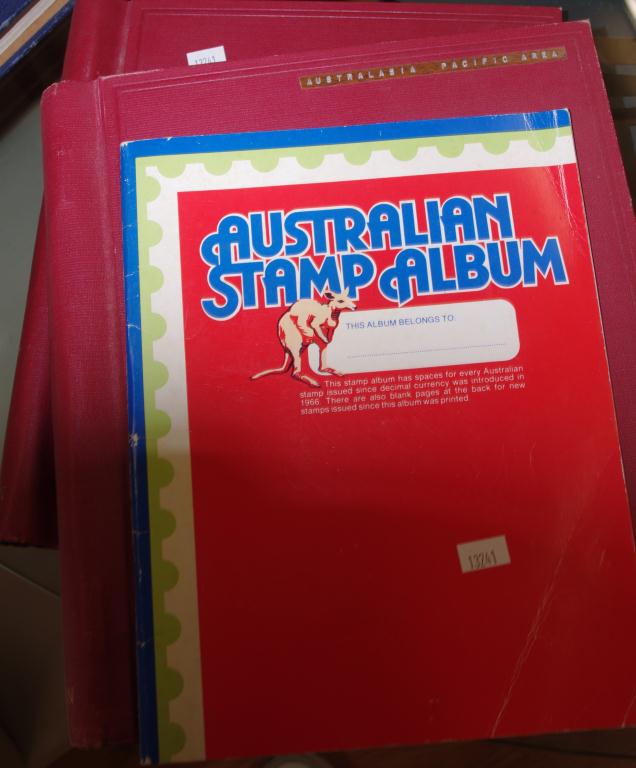 13241
AUSTRALASIA PACIFIC AREA
AUSTRALIAN
STAMP ALBUM
THIS ALBUM BELONGS TO:
This stamp album has spaces for every Australian
stamp issued since decimal currency was introduced in
1966. There are also blank pages at the back for new
stamps issued since this album was printed
13241